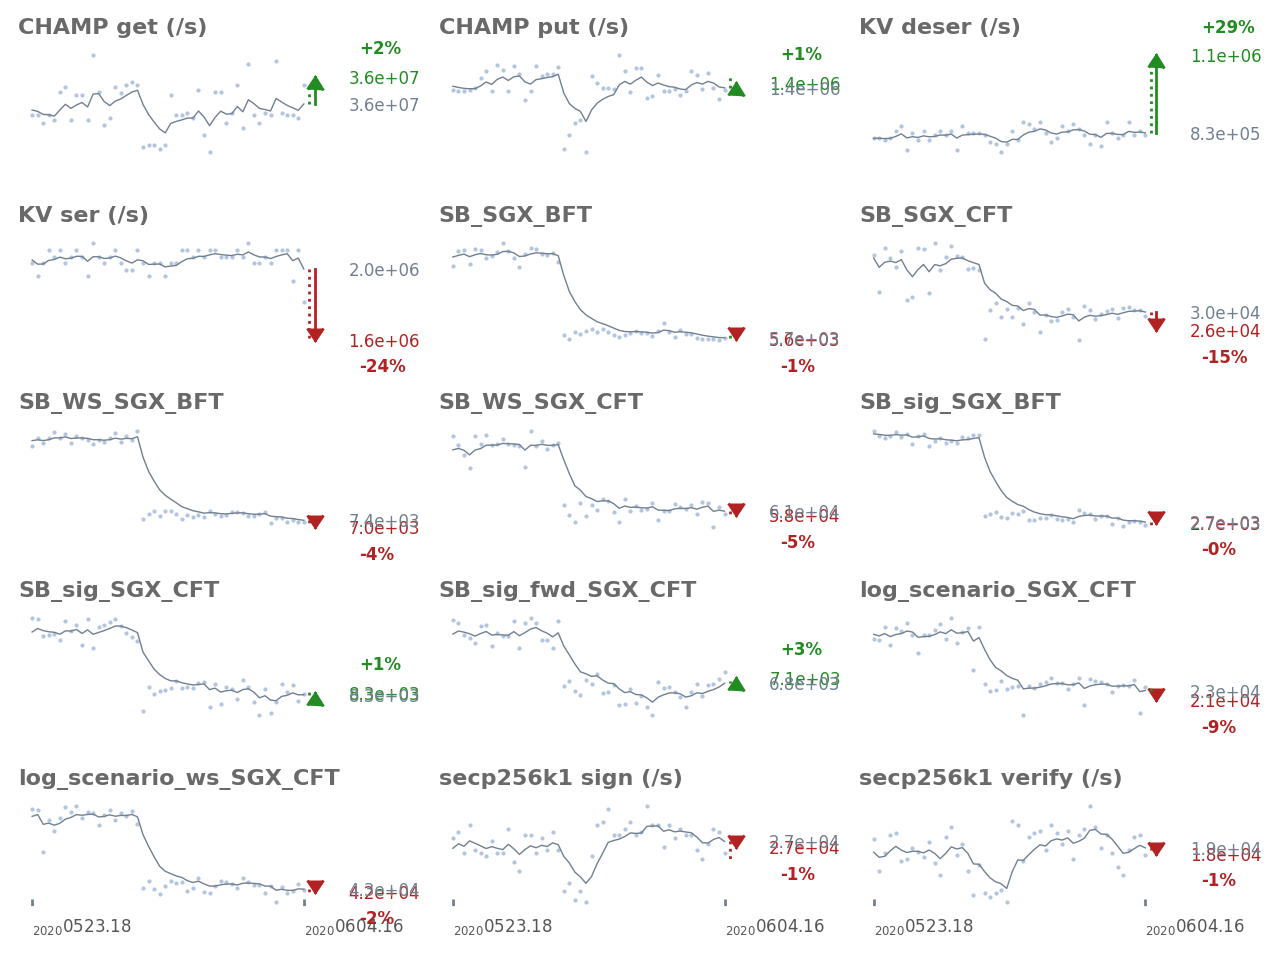 CHAMP get (/s)
+2%
3.6e+07
3.6e+07
CHAMP put (/s)
+1%
1.4e+06
1.4e+06
KV deser (/s)
+29%
1.1e+06
8.3e+05
KV ser (/s)
2.0e+06
1.6e+06
-24%
SB_SGX_BFT
5.7e+03
5.6e+03
-1%
SB_SGX_CFT
3.0e+04
2.6e+04
-15%
SB_WS_SGX_BFT
7.4e+03
7.0e+03
-4%
SB_WS_SGX_CFT
6.1e+04
5.8e+04
-5%
SB_sig_SGX_BFT
2.7e+03
2.7e+03
-0%
SB_sig_SGX_CFT
+1%
8.3e+03
SB_sig_fwd_SGX_CFT
+3%
7.1e+03
6.8e+03
log_scenario_SGX_CFT
2.3e+04
2.1e+04
-9%
log_scenario_ws_SGX_CFT
4.2e+04
-2%
2020 0523.18
2020 0604.16
secp256k1 sign (/s)
2.7e+04
2.7e+04
-1%
2020 0523.18
2020 0604.16
secp256k1 verify (/s)
1.9e+04
1.8e+04
-1%
2020 0523.18
2020 0604.16